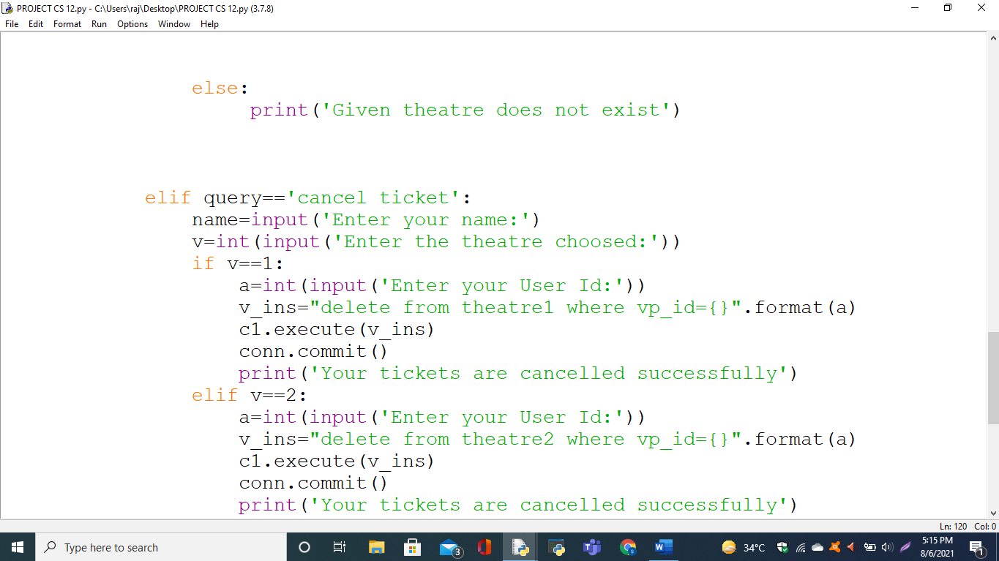 PROJECT CS 12.py - C:\Users\raj\Desktop\PROJECT CS 12.py (3.7.8)
File Edit Format Run Options Window Help
else:
print('Given theatre does not exist')
elif query=='cancel ticket':
name=input('Enter your name:')
v=int(input('Enter the theatre choosed:'))
if v==1:
a=int(input('Enter your User Id:'))
v_ins="delete from theatre1 where vp_id={}".format(a)
c1.execute(v_ins)
conn.commit()
print('Your tickets are cancelled successfully')
elif v==2:
a=int(input('Enter your User Id:'))
v_ins="delete from theatre2 where vp_id={}".format(a)
c1.execute(v_ins)
conn.commit()
print('Your tickets are cancelled successfully')
Ln: 120 Col: 0
Type here to search
3
34°C
5:15 PM
8/6/2021
1